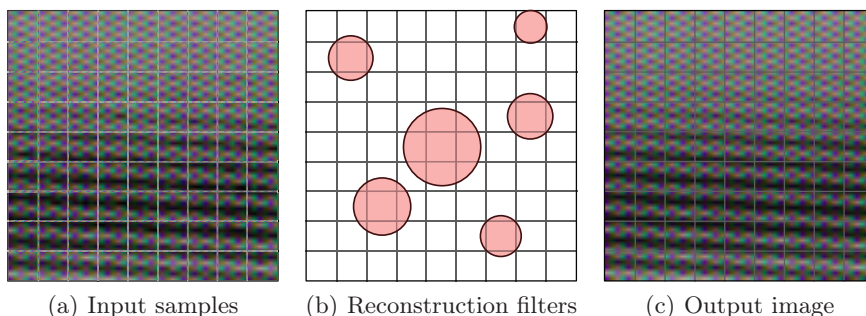 (a) Input samples
(b) Reconstruction filters
(c) Output image